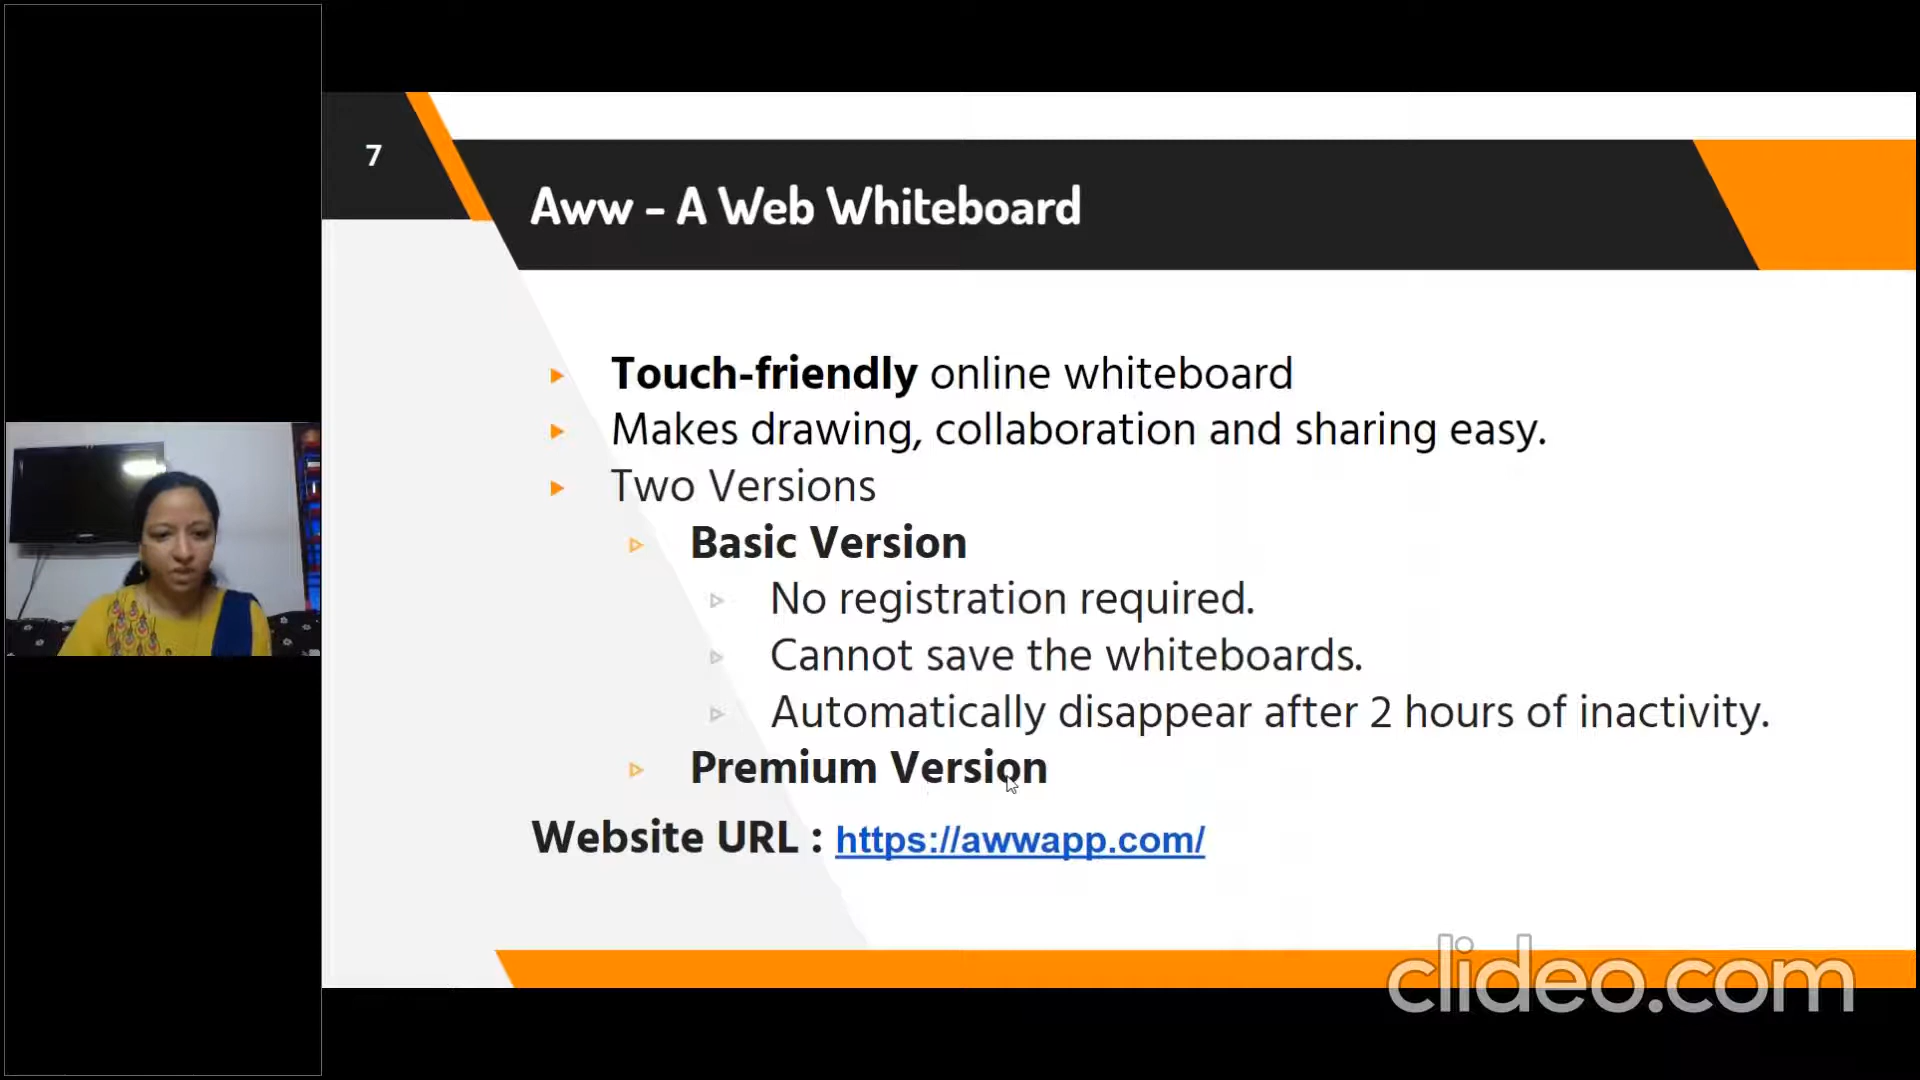 7
Aww - A Web Whiteboard
Touch-friendly online whiteboard
Makes drawing, collaboration and sharing easy.
Two Versions
Basic Version
No registration required.
Cannot save the whiteboards.
Automatically disappear after 2 hours of inactivity.
Premium Version
Website URL : https://awwapp.com/
clideo.com